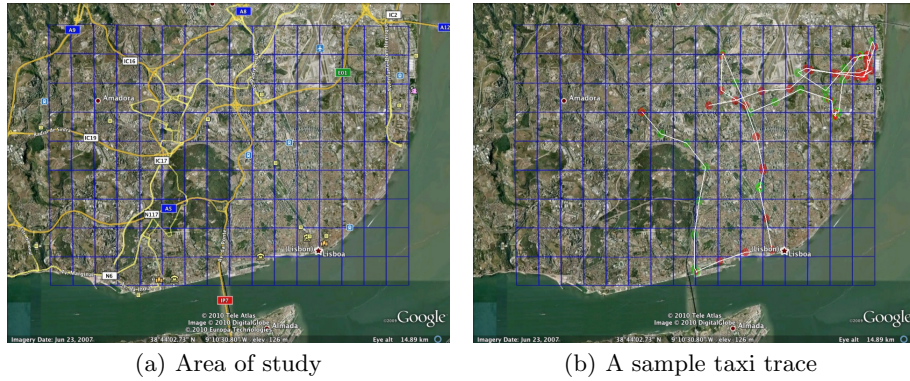 A9
A8
IC2
A12
IC16
E01
Amadora
IC19
IC17
A5
N117
(Lisbon)
Lisboa
N6
IP7
© 2010 Tele Atlas
Image © 2010 DigitalGlobe
© 2010 Europa Technologies
Almada
©2009 Google
Imagery Date: Jun 23, 2007
38°44'02.73" N 9°10'30.80" W elev 126 m
Eye alt 14.89 km
(a) Area of study
Amadora
(Lisbon)
Lisboa
© 2010 Tele Atlas
Image © 2010 DigitalGlobe
Almada
©2009 Google
Imagery Date: Jun 23, 2007
38°44'02.73" N 9°10'30.80" W elev 126 m
Eye alt 14.89 km
(b) A sample taxi trace